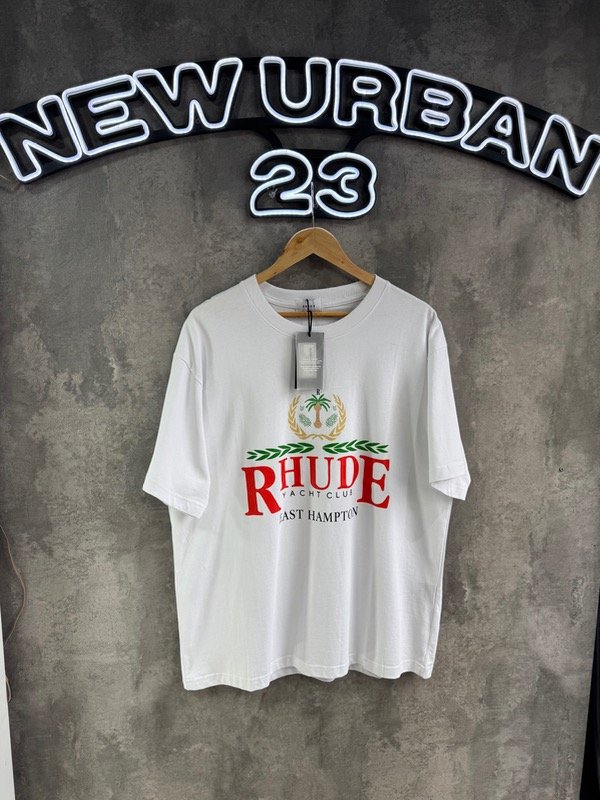 NEW URBAN
23
RHUDE
YACHT CLUB
EAST HAMPTON